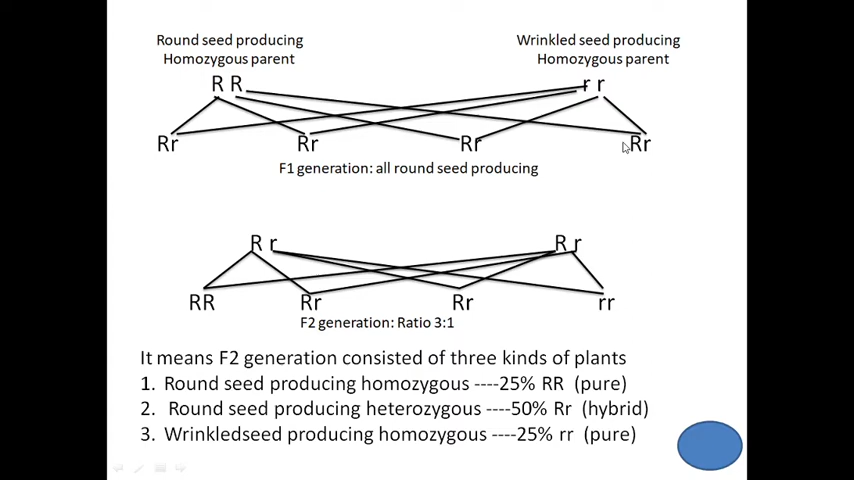 Round seed producing
Homozygous parent
Wrinkled seed producing
Homozygous parent
R R
r r
Rr Rr Rr Rr
F1 generation: all round seed producing
R r
R r
RR Rr Rr rr
F2 generation: Ratio 3:1
It means F2 generation consisted of three kinds of plants
1. Round seed producing homozygous ----25% RR (pure)
2. Round seed producing heterozygous ----50% Rr (hybrid)
3. Wrinkledseed producing homozygous ----25% rr (pure)